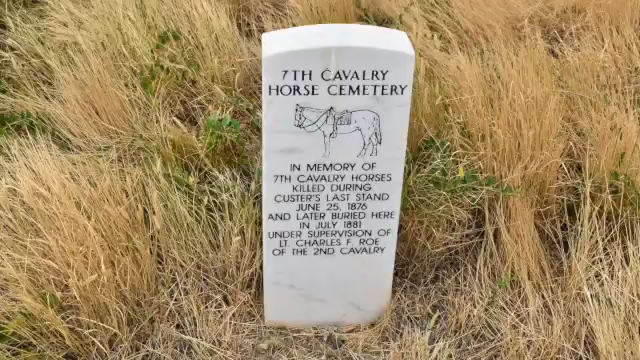 7TH CAVALRY
HORSE CEMETERY
IN MEMORY OF
7TH CAVALRY HORSES
KILLED DURING
CUSTER'S LAST STAND
JUNE 25, 1876
AND LATER BURIED HERE
IN JULY 1881
UNDER SUPERVISION OF
LT. CHARLES F. ROE
OF THE 2ND CAVALRY